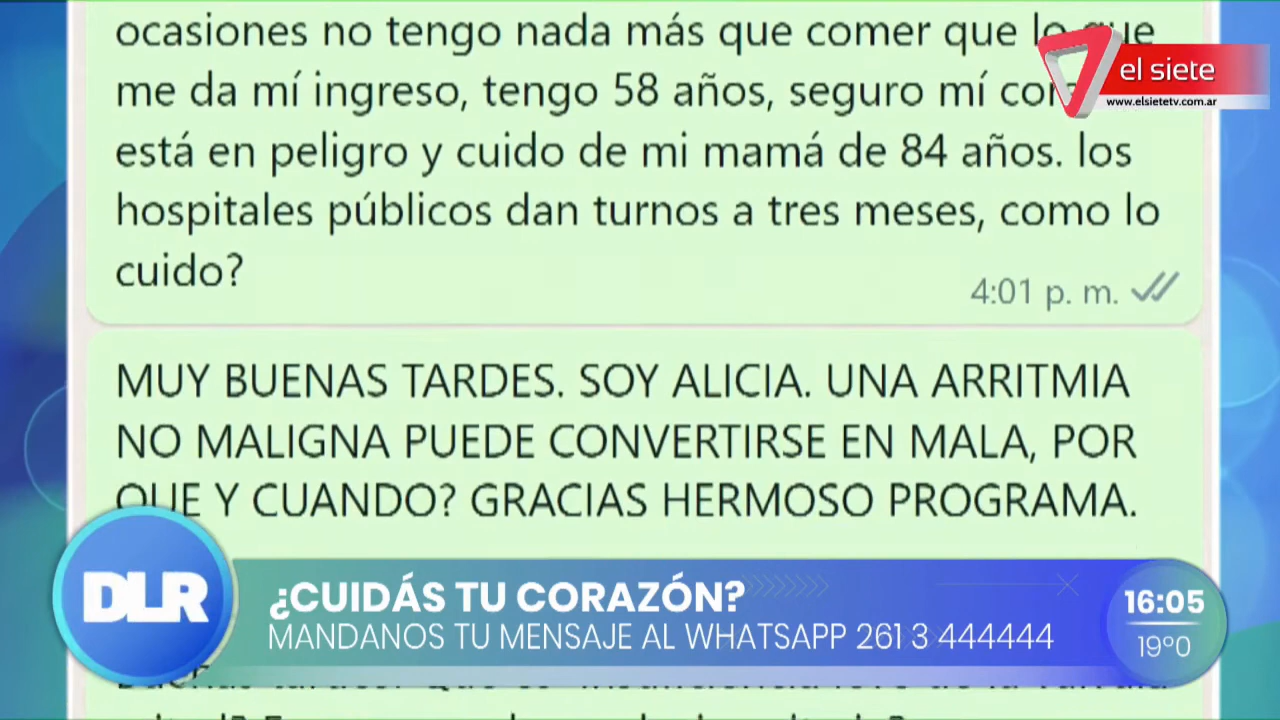 ocasiones no tengo nada más que comer que lo que
me da mí ingreso, tengo 58 años, seguro mí
está en peligro y cuido de mi mamá de 84 años. los
hospitales públicos dan turnos a tres meses, como lo
cuido?
4:01 p. m.
el siete
www.elsietetv.com.ar
MUY BUENAS TARDES. SOY ALICIA. UNA ARRITMIA
NO MALIGNA PUEDE CONVERTIRSE EN MALA, POR
QUE Y CUANDO? GRACIAS HERMOSO PROGRAMA.
DLR
¿CUIDÁS TU CORAZÓN?
MANDANOS TU MENSAJE AL WHATSAPP 261 3 444444
16:05
19º0